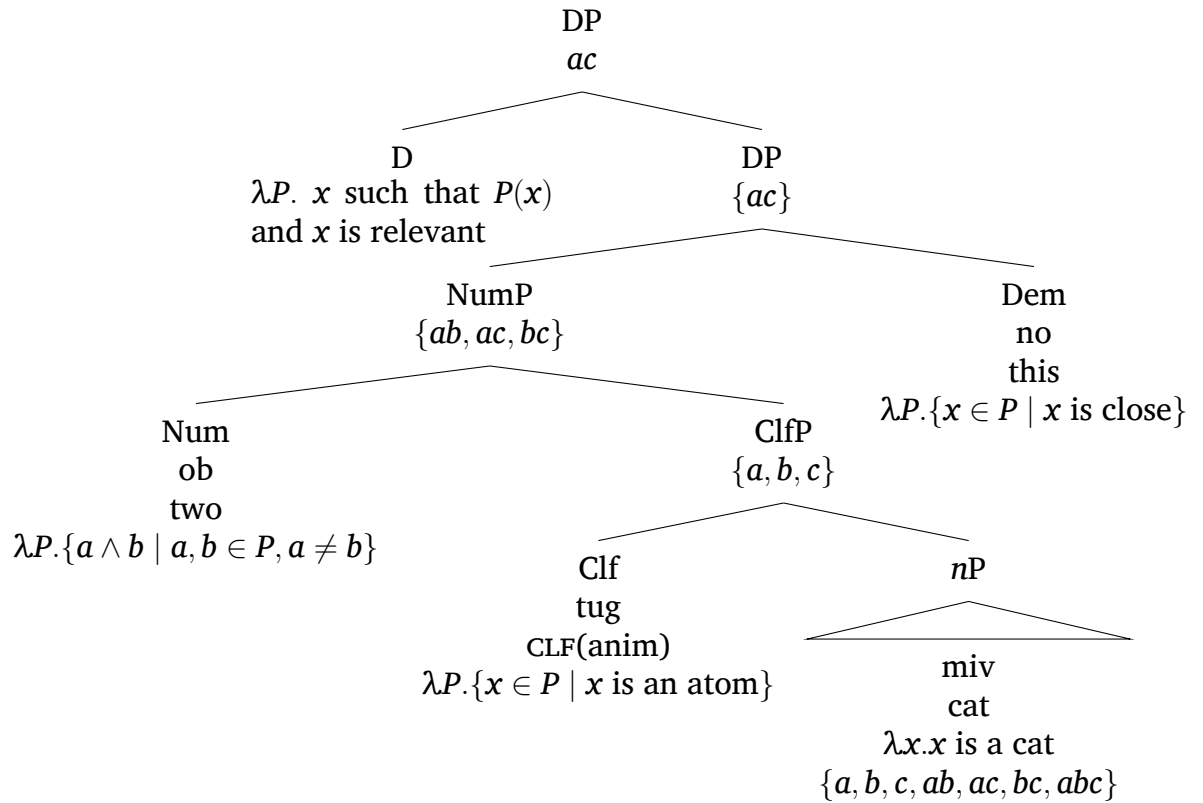 DP
ac
D
DP
λP. x such that P(x)
and x is relevant
{ac}
NumP
{ab, ac, bc}
Dem
no
this
λP.{x ∈ P | x is close}
Num
ob
two
λP.{a ∧ b | a, b ∈ P, a ≠ b}
ClfP
{a, b, c}
Clf
tug
CLF(anim)
λP.{x ∈ P | x is an atom}
nP
miv
cat
λx.x is a cat
{a, b, c, ab, ac, bc, abc}